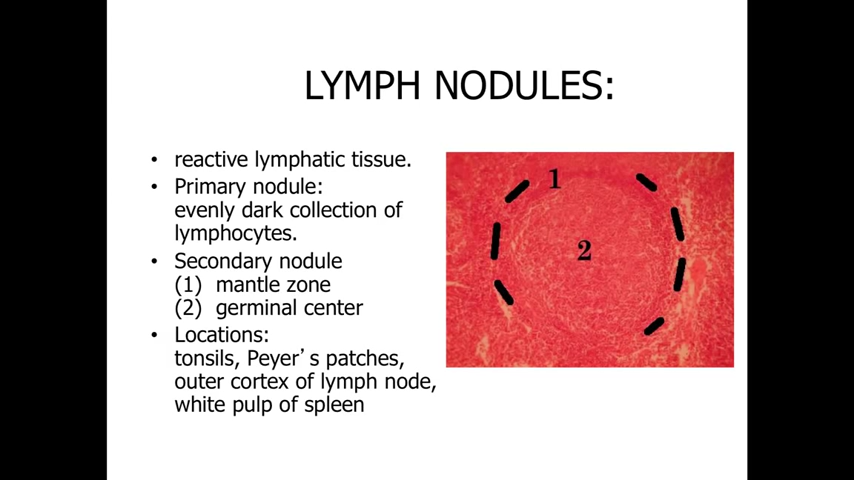 LYMPH NODULES:
• reactive lymphatic tissue.
• Primary nodule:
evenly dark collection of
lymphocytes.
• Secondary nodule
(1) mantle zone
(2) germinal center
• Locations:
tonsils, Peyer’s patches,
outer cortex of lymph node,
white pulp of spleen
1
2